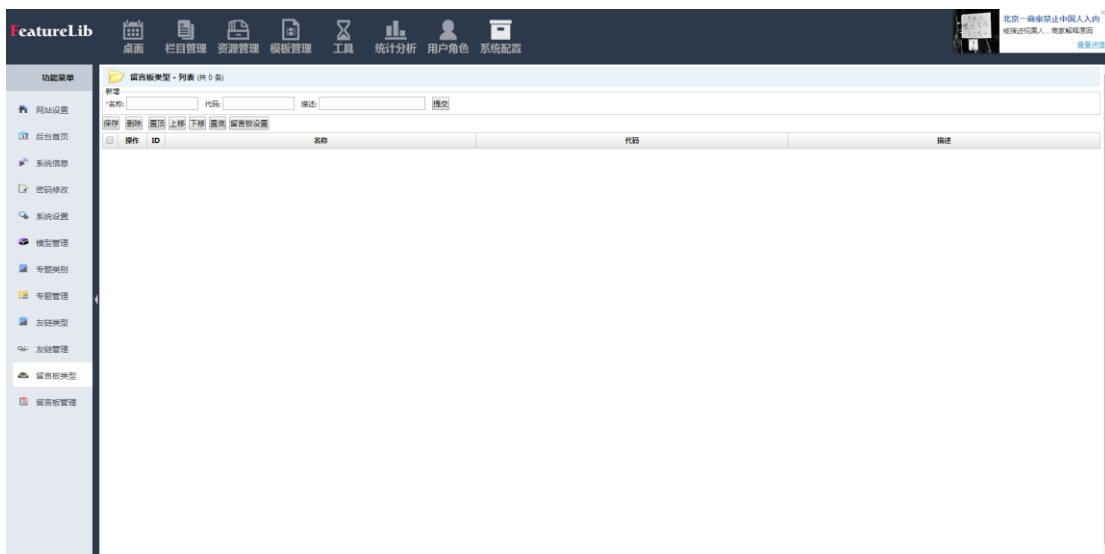 FeatureLib
桌面 栏目管理 资源管理 模板管理 工具 统计分析 用户角色 系统配置
北京一商家禁止中国人入内
被指歧视国人，商家解释原因
查看详情
功能菜单
网站设置
后台首页
系统信息
密码修改
系统设置
模型管理
专题类别
专题管理
友链类型
友链管理
留言板类型
留言板管理
留言板类型 - 列表 (共 0 条)
新增
*名称: 代码: 描述: 提交
保存 删除 置顶 上移 下移 置底 留言板设置
操作 ID 名称 代码 描述